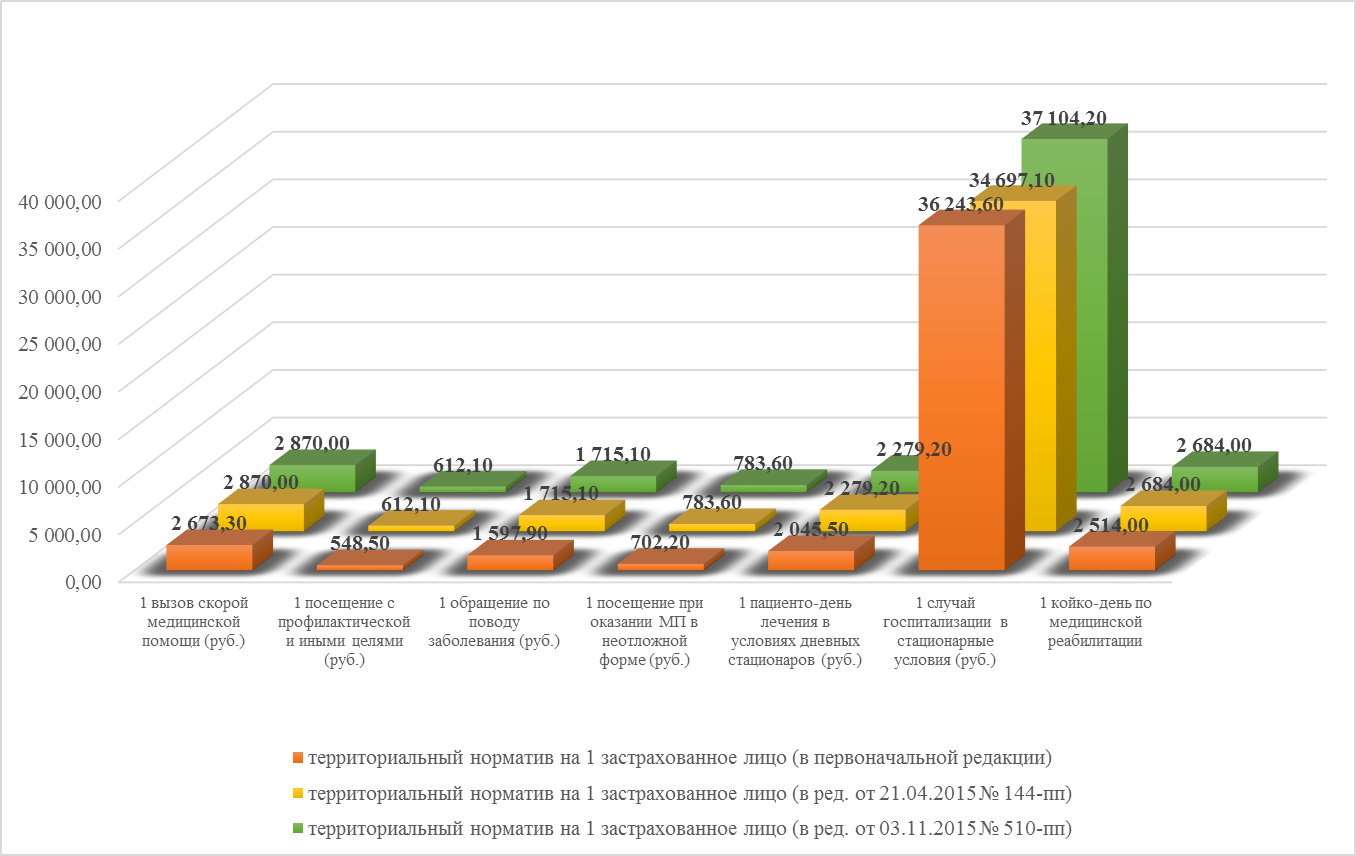 37 104,20
34 697,10
36 243,60
40 000,00
35 000,00
30 000,00
25 000,00
20 000,00
15 000,00
10 000,00
5 000,00
0,00
2 870,00
612,10
1 715,10
783,60
2 279,20
2 684,00
2 870,00
612,10
1 715,10
783,60
2 279,20
2 684,00
2 673,30
548,50
1 597,90
702,20
2 045,50
2 514,00
1 вызов скорой
медицинской
помощи (руб.)
1 посещение с
профилактической
и иными целями
(руб.)
1 обращение по
поводу
заболевания (руб.)
1 посещение при
оказании МП в
неотложной
форме (руб.)
1 пациенто-день
лечения в
условиях дневных
стационаров (руб.)
1 случай
госпитализации в
стационарные
условия (руб.)
1 койко-день по
медицинской
реабилитации
территориальный норматив на 1 застрахованное лицо (в первоначальной редакции)
территориальный норматив на 1 застрахованное лицо (в ред. от 21.04.2015 № 144-пп)
территориальный норматив на 1 застрахованное лицо (в ред. от 03.11.2015 № 510-пп)